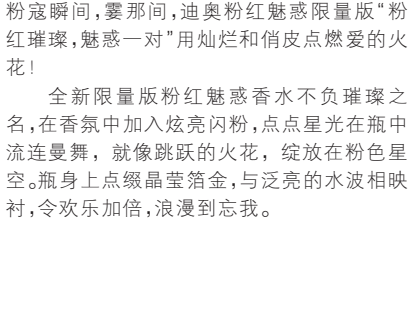 粉寇瞬间,霎那间,迪奥粉红魅惑限量版“粉
红璀璨,魅惑一对”用灿烂和俏皮点燃爱的火
花!
全新限量版粉红魅惑香水不负璀璨之
名,在香氛中加入炫亮闪粉,点点星光在瓶中
流连曼舞，就像跳跃的火花，绽放在粉色星
空。瓶身上点缀晶莹箔金,与泛亮的水波相映
衬,令欢乐加倍,浪漫到忘我。